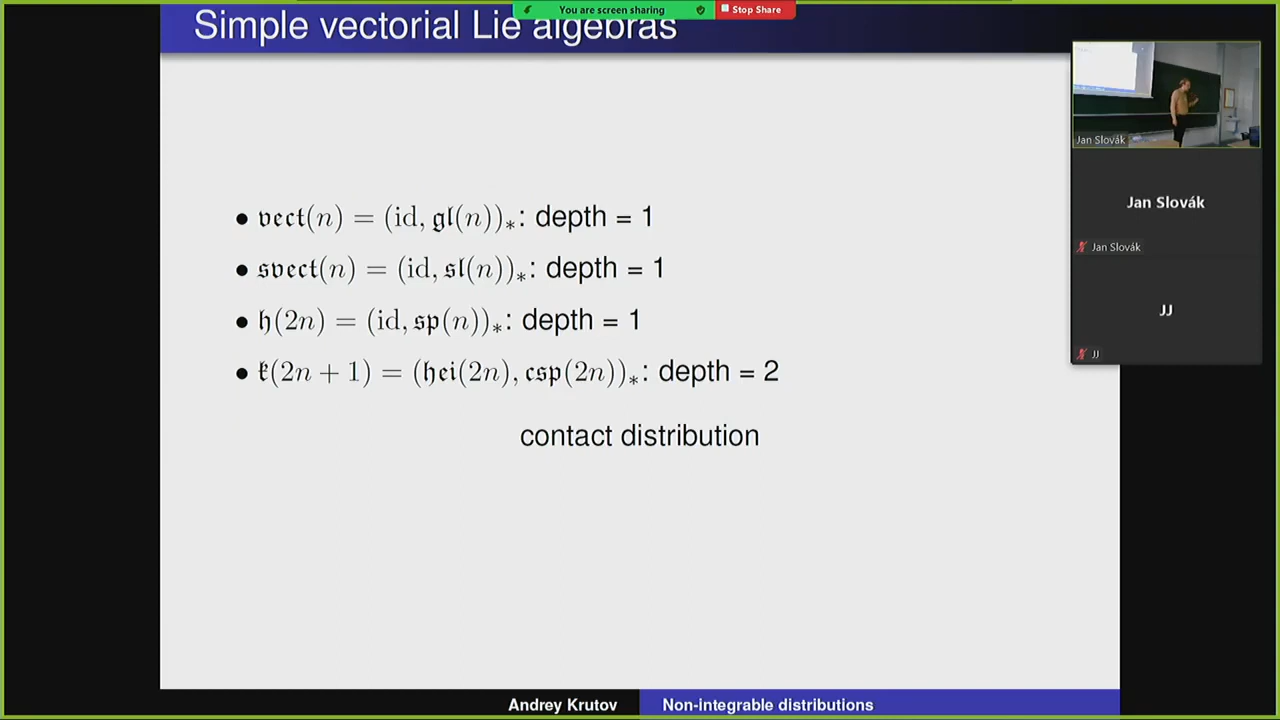 You are screen sharing
Stop Share
Simple vectorial Lie algebras
• 𝔳𝔢𝔠𝔱(n) = (id, 𝔤𝔩(n))∗: depth = 1
• 𝔰𝔳𝔢𝔠𝔱(n) = (id, 𝔰𝔩(n))∗: depth = 1
• 𝔥(2n) = (id, 𝔰𝔭(n))∗: depth = 1
• 𝔨(2n + 1) = (𝔥𝔢𝔦(2n), 𝔠𝔰𝔭(2n))∗: depth = 2
contact distribution
Andrey Krutov
Non-integrable distributions
Jan Slovák
Jan Slovák
Jan Slovák
JJ
JJ